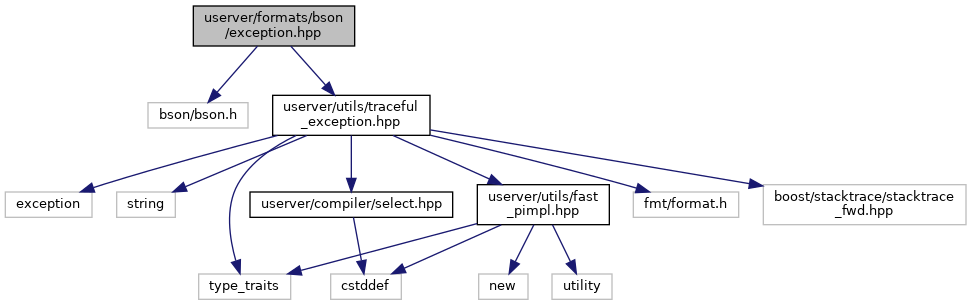 userver/formats/bson
/exception.hpp
bson/bson.h
userver/utils/traceful
_exception.hpp
exception
string
userver/compiler/select.hpp
userver/utils/fast
_pimpl.hpp
fmt/format.h
boost/stacktrace/stacktrace
_fwd.hpp
type_traits
cstddef
new
utility